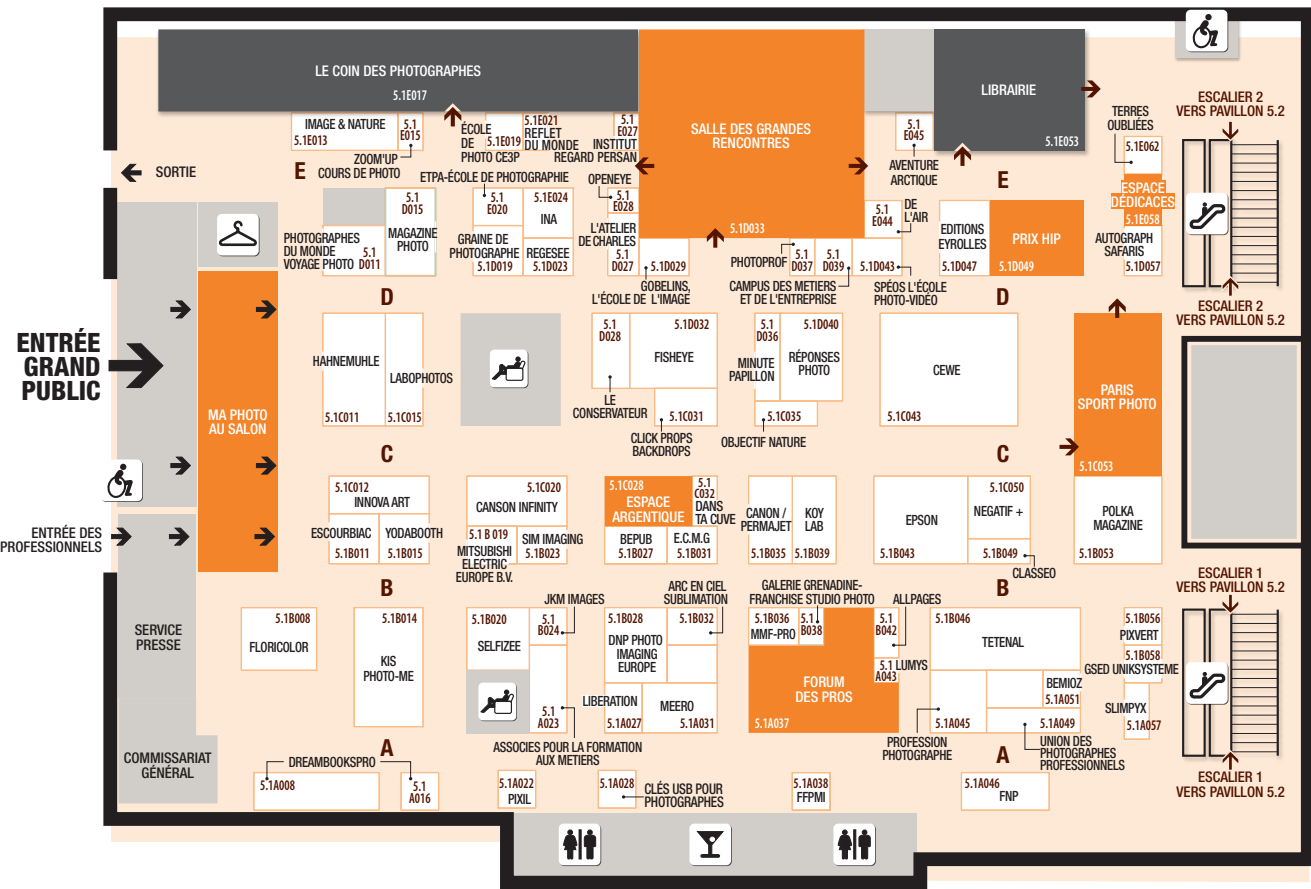 LE COIN DES PHOTOGRAPHES
5.1E017
SALLE DES GRANDES
RENCONTRES
5.1D033
LIBRAIRIE
5.1E053
ESCALIER 2
VERS PAVILLON 5.2
IMAGE & NATURE
5.1E013
5.1
E015
ZOOM'UP
COURS DE PHOTO
ÉCOLE
DE
PHOTO CE3P
5.1E019
5.1E021
REFLET
DU MONDE
5.1
E027
INSTITUT
REGARD PERSAN
5.1
E045
AVENTURE
ARCTIQUE
TERRES
OUBLIÉES
5.1E062
SORTIE
E
E
ETPA-ÉCOLE DE PHOTOGRAPHIE
5.1
E020
5.1E024
INA
OPENEYE
5.1
E028
DE
L'AIR
5.1
E044
ESPACE
DÉDICACES
5.1E058
5.1
D015
MAGAZINE
PHOTO
PHOTOGRAPHES
DU MONDE
VOYAGE PHOTO
5.1
D011
GRAINE DE
PHOTOGRAPHE
5.1D019
REGESEE
5.1D023
L'ATELIER
DE CHARLES
5.1
D027
5.1D029
GOBELINS,
L'ÉCOLE DE L'IMAGE
PHOTOPROF
5.1
D037
5.1
D039
5.1D043
CAMPUS DES METIERS
ET DE L'ENTREPRISE
SPÉOS L'ÉCOLE
PHOTO-VIDÉO
EDITIONS
EYROLLES
5.1D047
PRIX HIP
5.1D049
AUTOGRAPH
SAFARIS
5.1D057
ESCALIER 2
VERS PAVILLON 5.2
D
D
ENTRÉE
GRAND
PUBLIC
MA PHOTO
AU SALON
HAHNEMUHLE
5.1C011
LABOPHOTOS
5.1C015
5.1
D028
LE
CONSERVATEUR
5.1D032
FISHEYE
5.1C031
CLICK PROPS
BACKDROPS
5.1
D036
MINUTE
PAPILLON
5.1D040
RÉPONSES
PHOTO
5.1C035
OBJECTIF NATURE
CEWE
5.1C043
PARIS
SPORT PHOTO
5.1C053
C
C
ENTRÉE DES
PROFESSIONNELS
5.1C012
INNOVA ART
ESCOURBIAC
5.1B011
YODABOOTH
5.1B015
5.1C020
CANSON INFINITY
5.1 B 019
MITSUBISHI
ELECTRIC
EUROPE B.V.
SIM IMAGING
5.1B023
5.1C028
ESPACE
ARGENTIQUE
5.1
C032
DANS
TA CUVE
BEPUB
5.1B027
E.C.M.G
5.1B031
CANON /
PERMAJET
5.1B035
KOY
LAB
5.1B039
EPSON
5.1B043
5.1C050
NEGATIF +
5.1B049
CLASSEO
POLKA
MAGAZINE
5.1B053
B
B
ESCALIER 1
VERS PAVILLON 5.2
SERVICE
PRESSE
5.1B008
FLORICOLOR
5.1B014
KIS
PHOTO-ME
5.1B020
SELFIZEE
JKM IMAGES
5.1
B024
5.1
A023
ASSOCIES POUR LA FORMATION
AUX METIERS
5.1B028
DNP PHOTO
IMAGING
EUROPE
ARC EN CIEL
SUBLIMATION
5.1B032
LIBERATION
5.1A027
MEERO
5.1A031
GALERIE GRENADINE-
FRANCHISE STUDIO PHOTO
5.1B036
MMF-PRO
5.1
B038
FORUM
DES PROS
5.1A037
ALLPAGES
5.1
B042
5.1
A043
LUMYS
5.1B046
TETENAL
5.1A045
PROFESSION
PHOTOGRAPHE
BEMIOZ
5.1A051
5.1A049
UNION DES
PHOTOGRAPHES
PROFESSIONNELS
5.1B056
PIXVERT
5.1B058
GSED UNIKSYSTEME
SLIMPYX
5.1A057
COMMISSARIAT
GÉNÉRAL
A
A
DREAMBOOKSPRO
5.1A008
5.1
A016
5.1A022
PIXIL
5.1A028
CLÉS USB POUR
PHOTOGRAPHES
5.1A038
FFPMI
5.1A046
FNP
ESCALIER 1
VERS PAVILLON 5.2